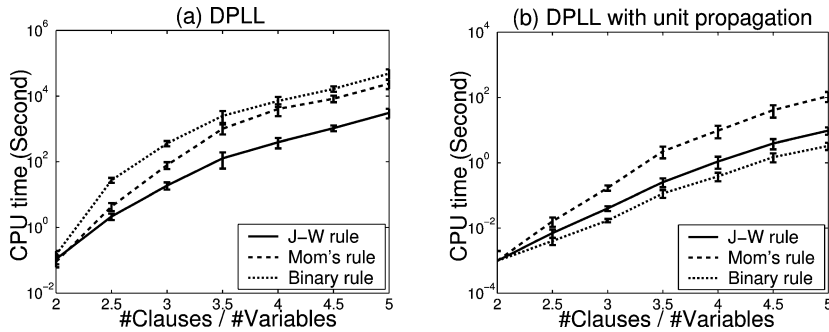 (a) DPLL
CPU time (Second)
10^6
10^4
10^2
10^0
10^−2
2 2.5 3 3.5 4 4.5 5
#Clauses / #Variables
J−W rule
Mom's rule
Binary rule
(b) DPLL with unit propagation
CPU time (Second)
10^4
10^2
10^0
10^−2
10^−4
2 2.5 3 3.5 4 4.5 5
#Clauses / #Variables
J−W rule
Mom's rule
Binary rule